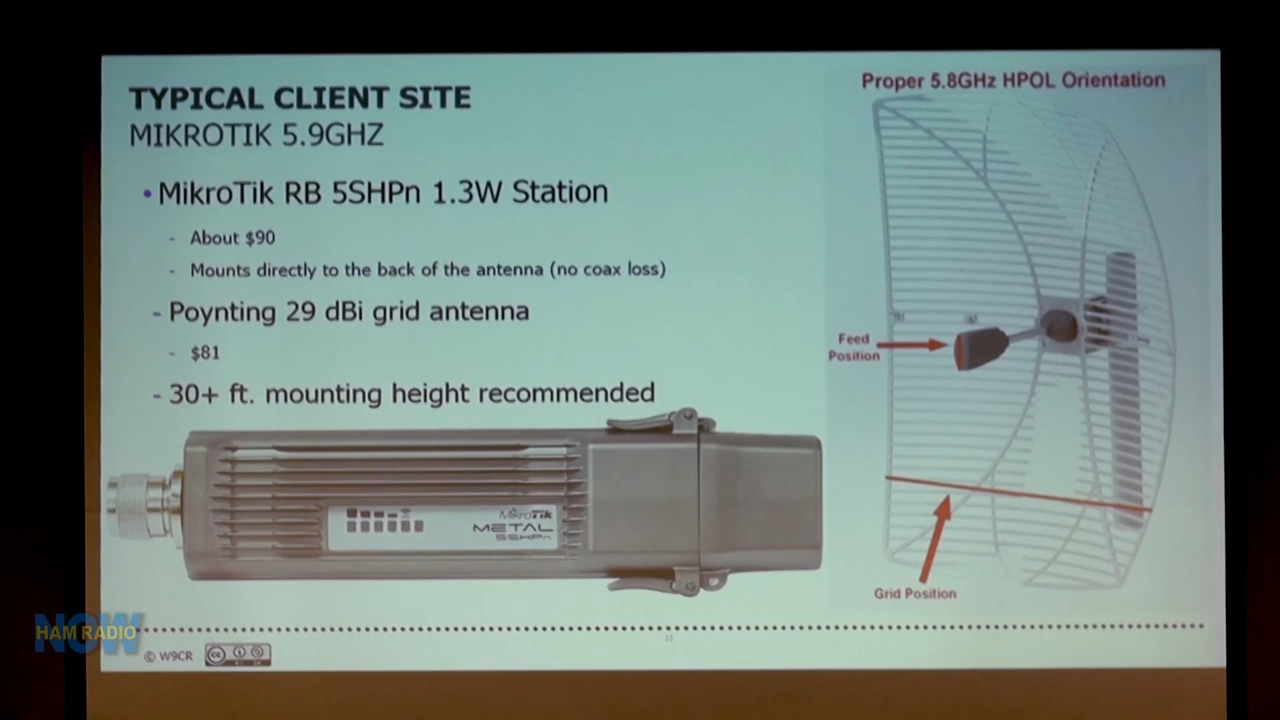 TYPICAL CLIENT SITE
MIKROTIK 5.9GHZ
• MikroTik RB 5SHPn 1.3W Station
- About $90
- Mounts directly to the back of the antenna (no coax loss)
- Poynting 29 dBi grid antenna
- $81
- 30+ ft. mounting height recommended
Proper 5.8GHz HPOL Orientation
Feed
Position
Grid Position
MikroTik
METAL
5SHPn
NOW
HAM RADIO
© W9CR
cc